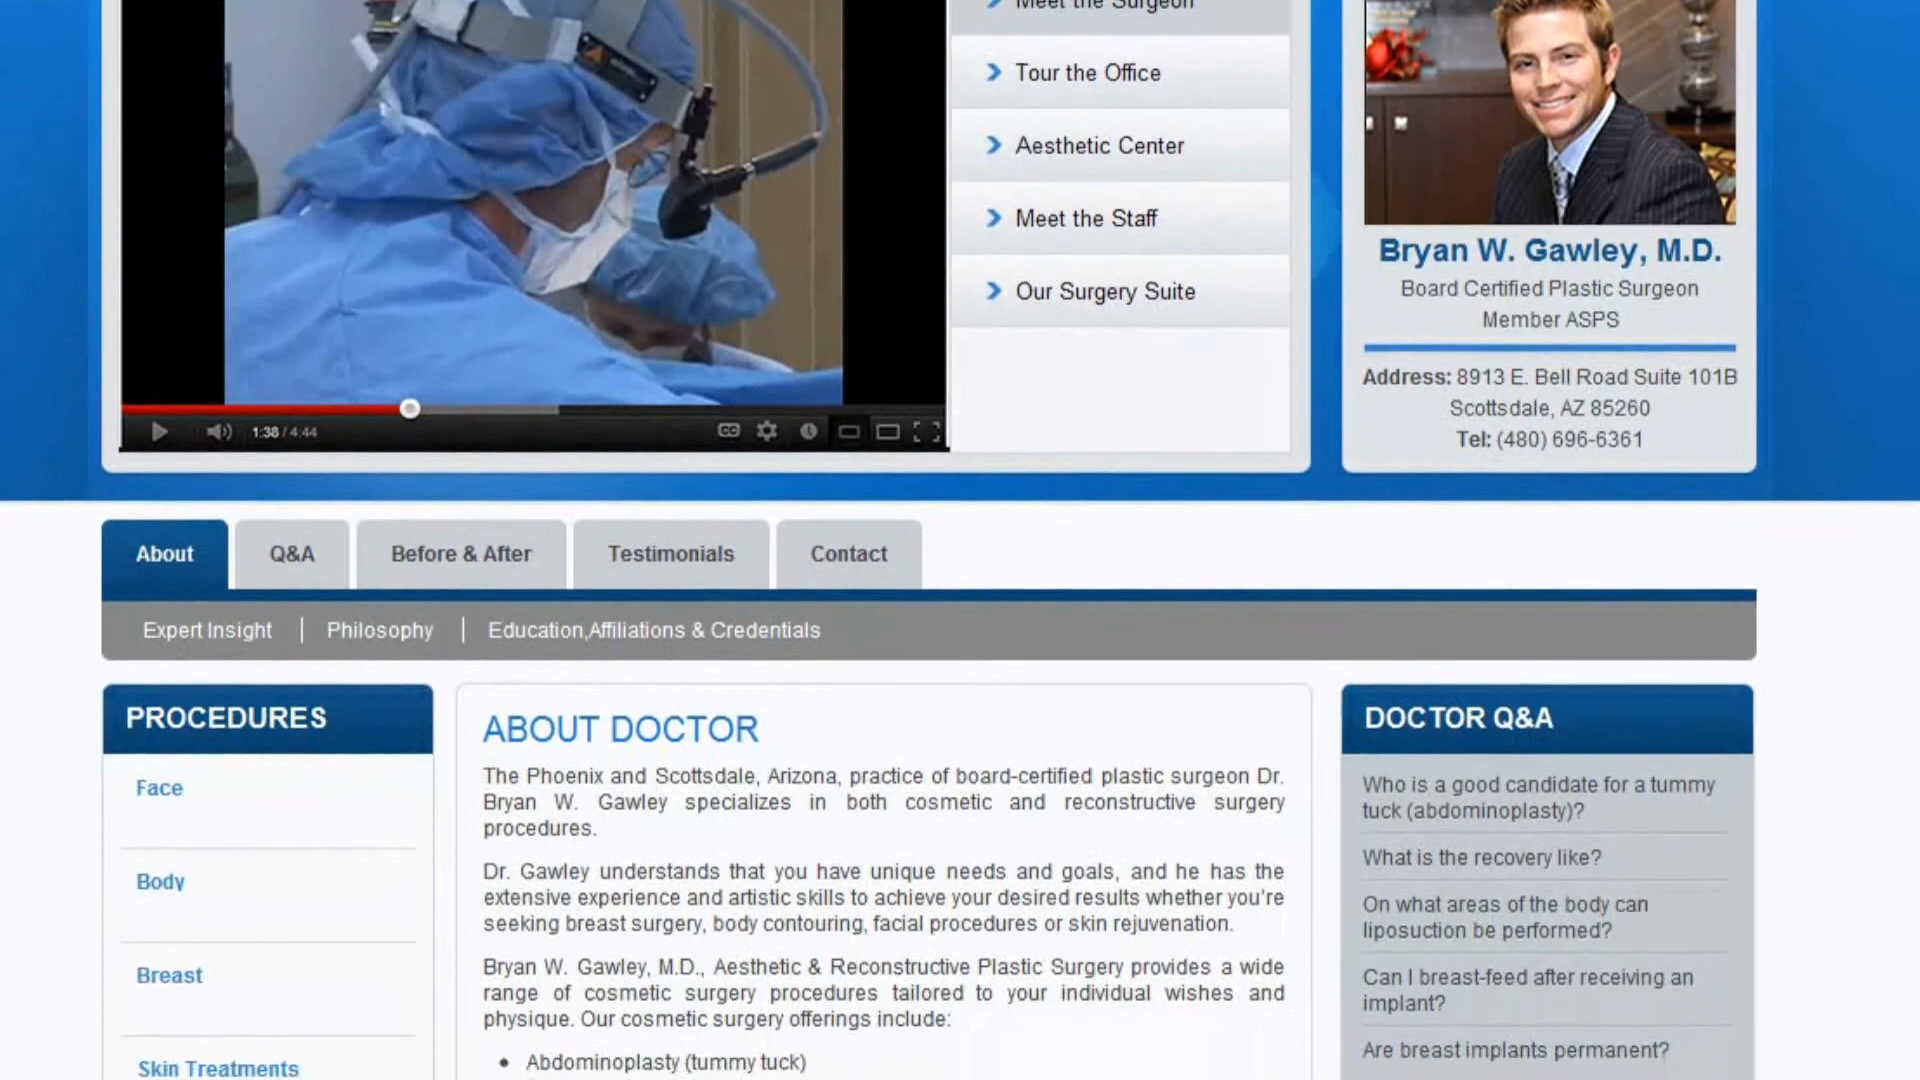 Meet the Surgeon
Tour the Office
Aesthetic Center
Meet the Staff
Our Surgery Suite
1:38 / 4:44
CC
Bryan W. Gawley, M.D.
Board Certified Plastic Surgeon
Member ASPS
Address: 8913 E. Bell Road Suite 101B
Scottsdale, AZ 85260
Tel: (480) 696-6361
About
Q&A
Before & After
Testimonials
Contact
Expert Insight
Philosophy
Education,Affiliations & Credentials
PROCEDURES
Face
Body
Breast
Skin Treatments
ABOUT DOCTOR
The Phoenix and Scottsdale, Arizona, practice of board-certified plastic surgeon Dr.
Bryan W. Gawley specializes in both cosmetic and reconstructive surgery
procedures.
Dr. Gawley understands that you have unique needs and goals, and he has the
extensive experience and artistic skills to achieve your desired results whether you're
seeking breast surgery, body contouring, facial procedures or skin rejuvenation.
Bryan W. Gawley, M.D., Aesthetic & Reconstructive Plastic Surgery provides a wide
range of cosmetic surgery procedures tailored to your individual wishes and
physique. Our cosmetic surgery offerings include:
• Abdominoplasty (tummy tuck)
DOCTOR Q&A
Who is a good candidate for a tummy
tuck (abdominoplasty)?
What is the recovery like?
On what areas of the body can
liposuction be performed?
Can I breast-feed after receiving an
implant?
Are breast implants permanent?